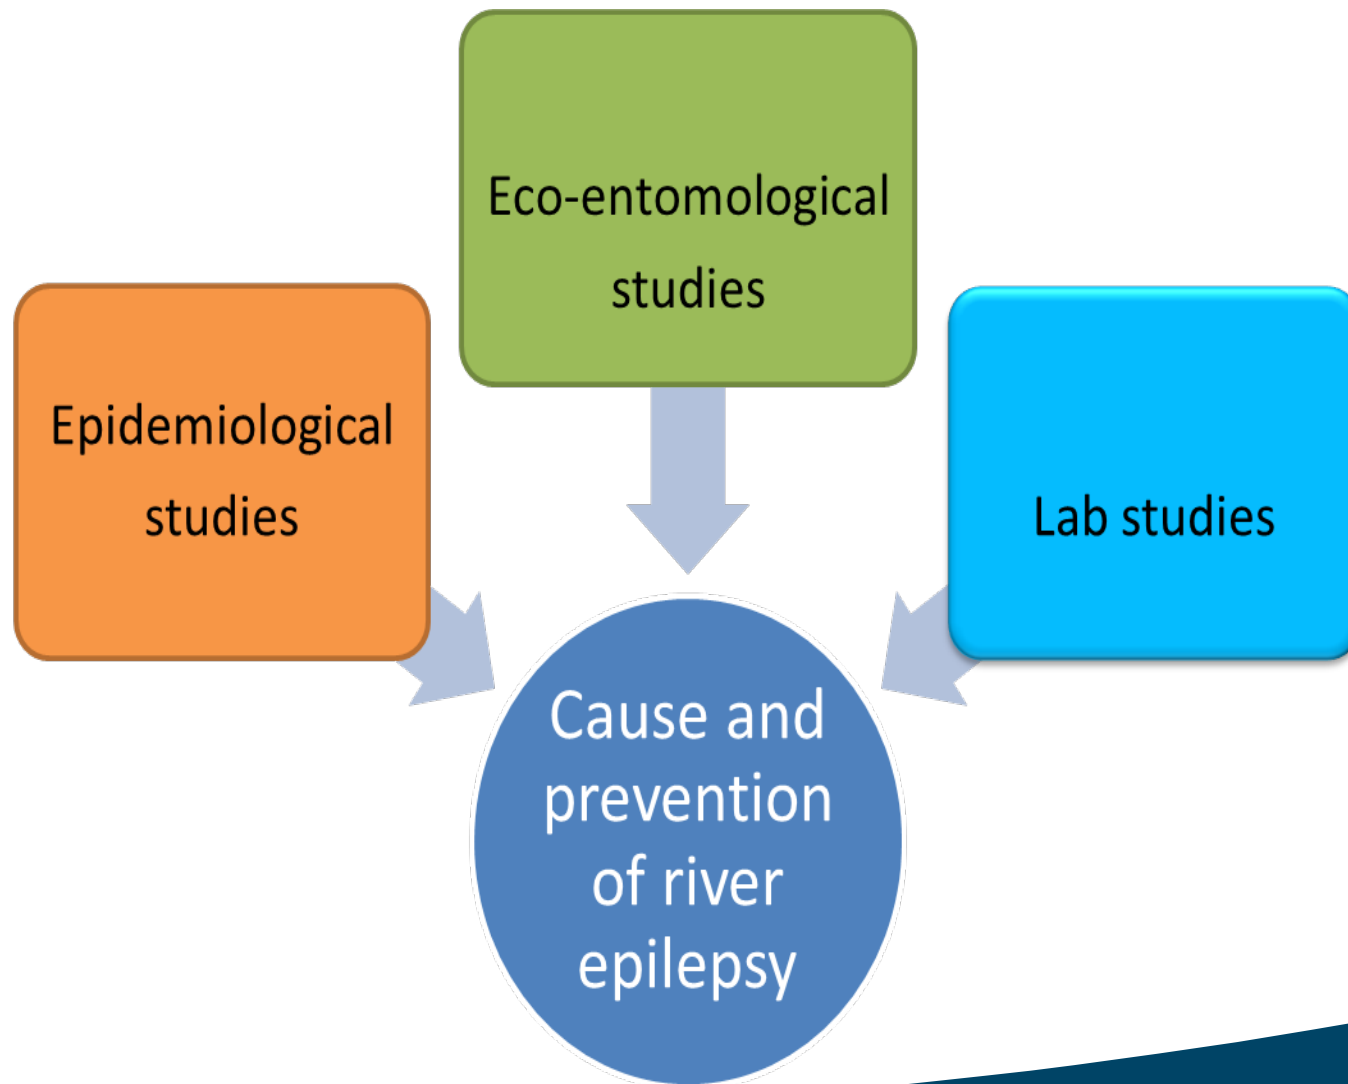 Eco-entomological
studies
Epidemiological
studies
Lab studies
Cause and
prevention
of river
epilepsy